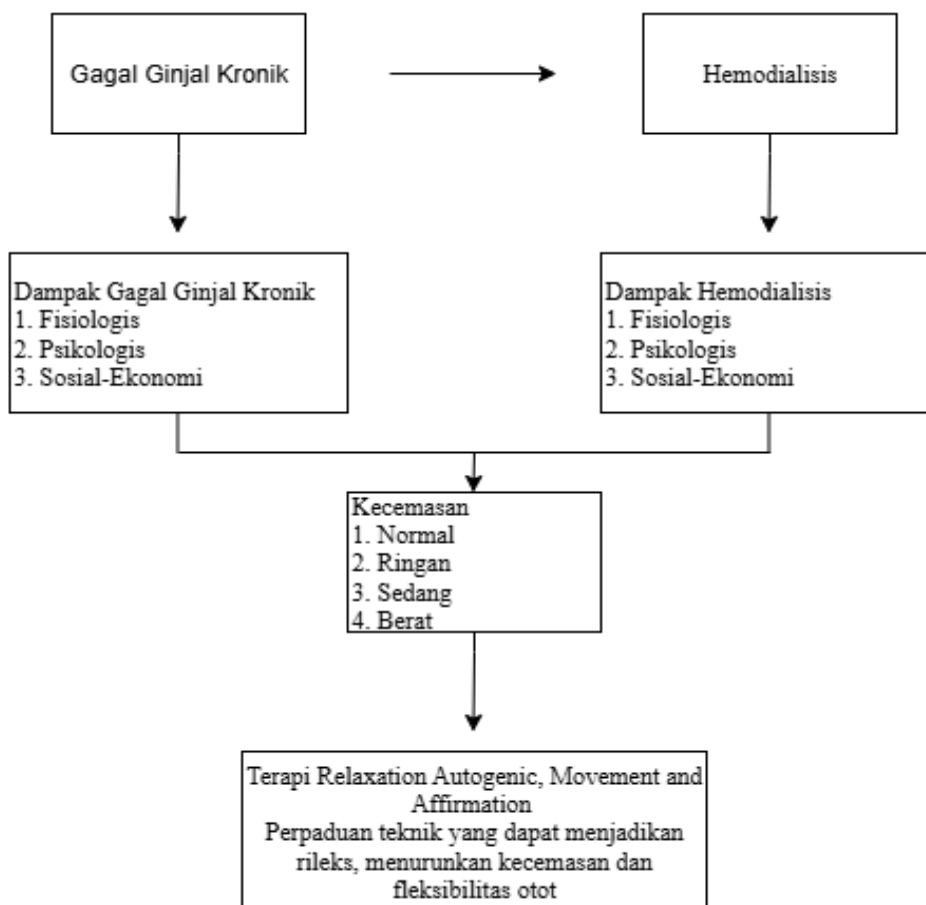 Gagal Ginjal Kronik
Hemodialisis
Dampak Gagal Ginjal Kronik
1. Fisiologis
2. Psikologis
3. Sosial-Ekonomi
Dampak Hemodialisis
1. Fisiologis
2. Psikologis
3. Sosial-Ekonomi
Kecemasan
1. Normal
2. Ringan
3. Sedang
4. Berat
Terapi Relaxation Autogenic, Movement and
Affirmation
Perpaduan teknik yang dapat menjadikan
rileks, menurunkan kecemasan dan
fleksibilitas otot